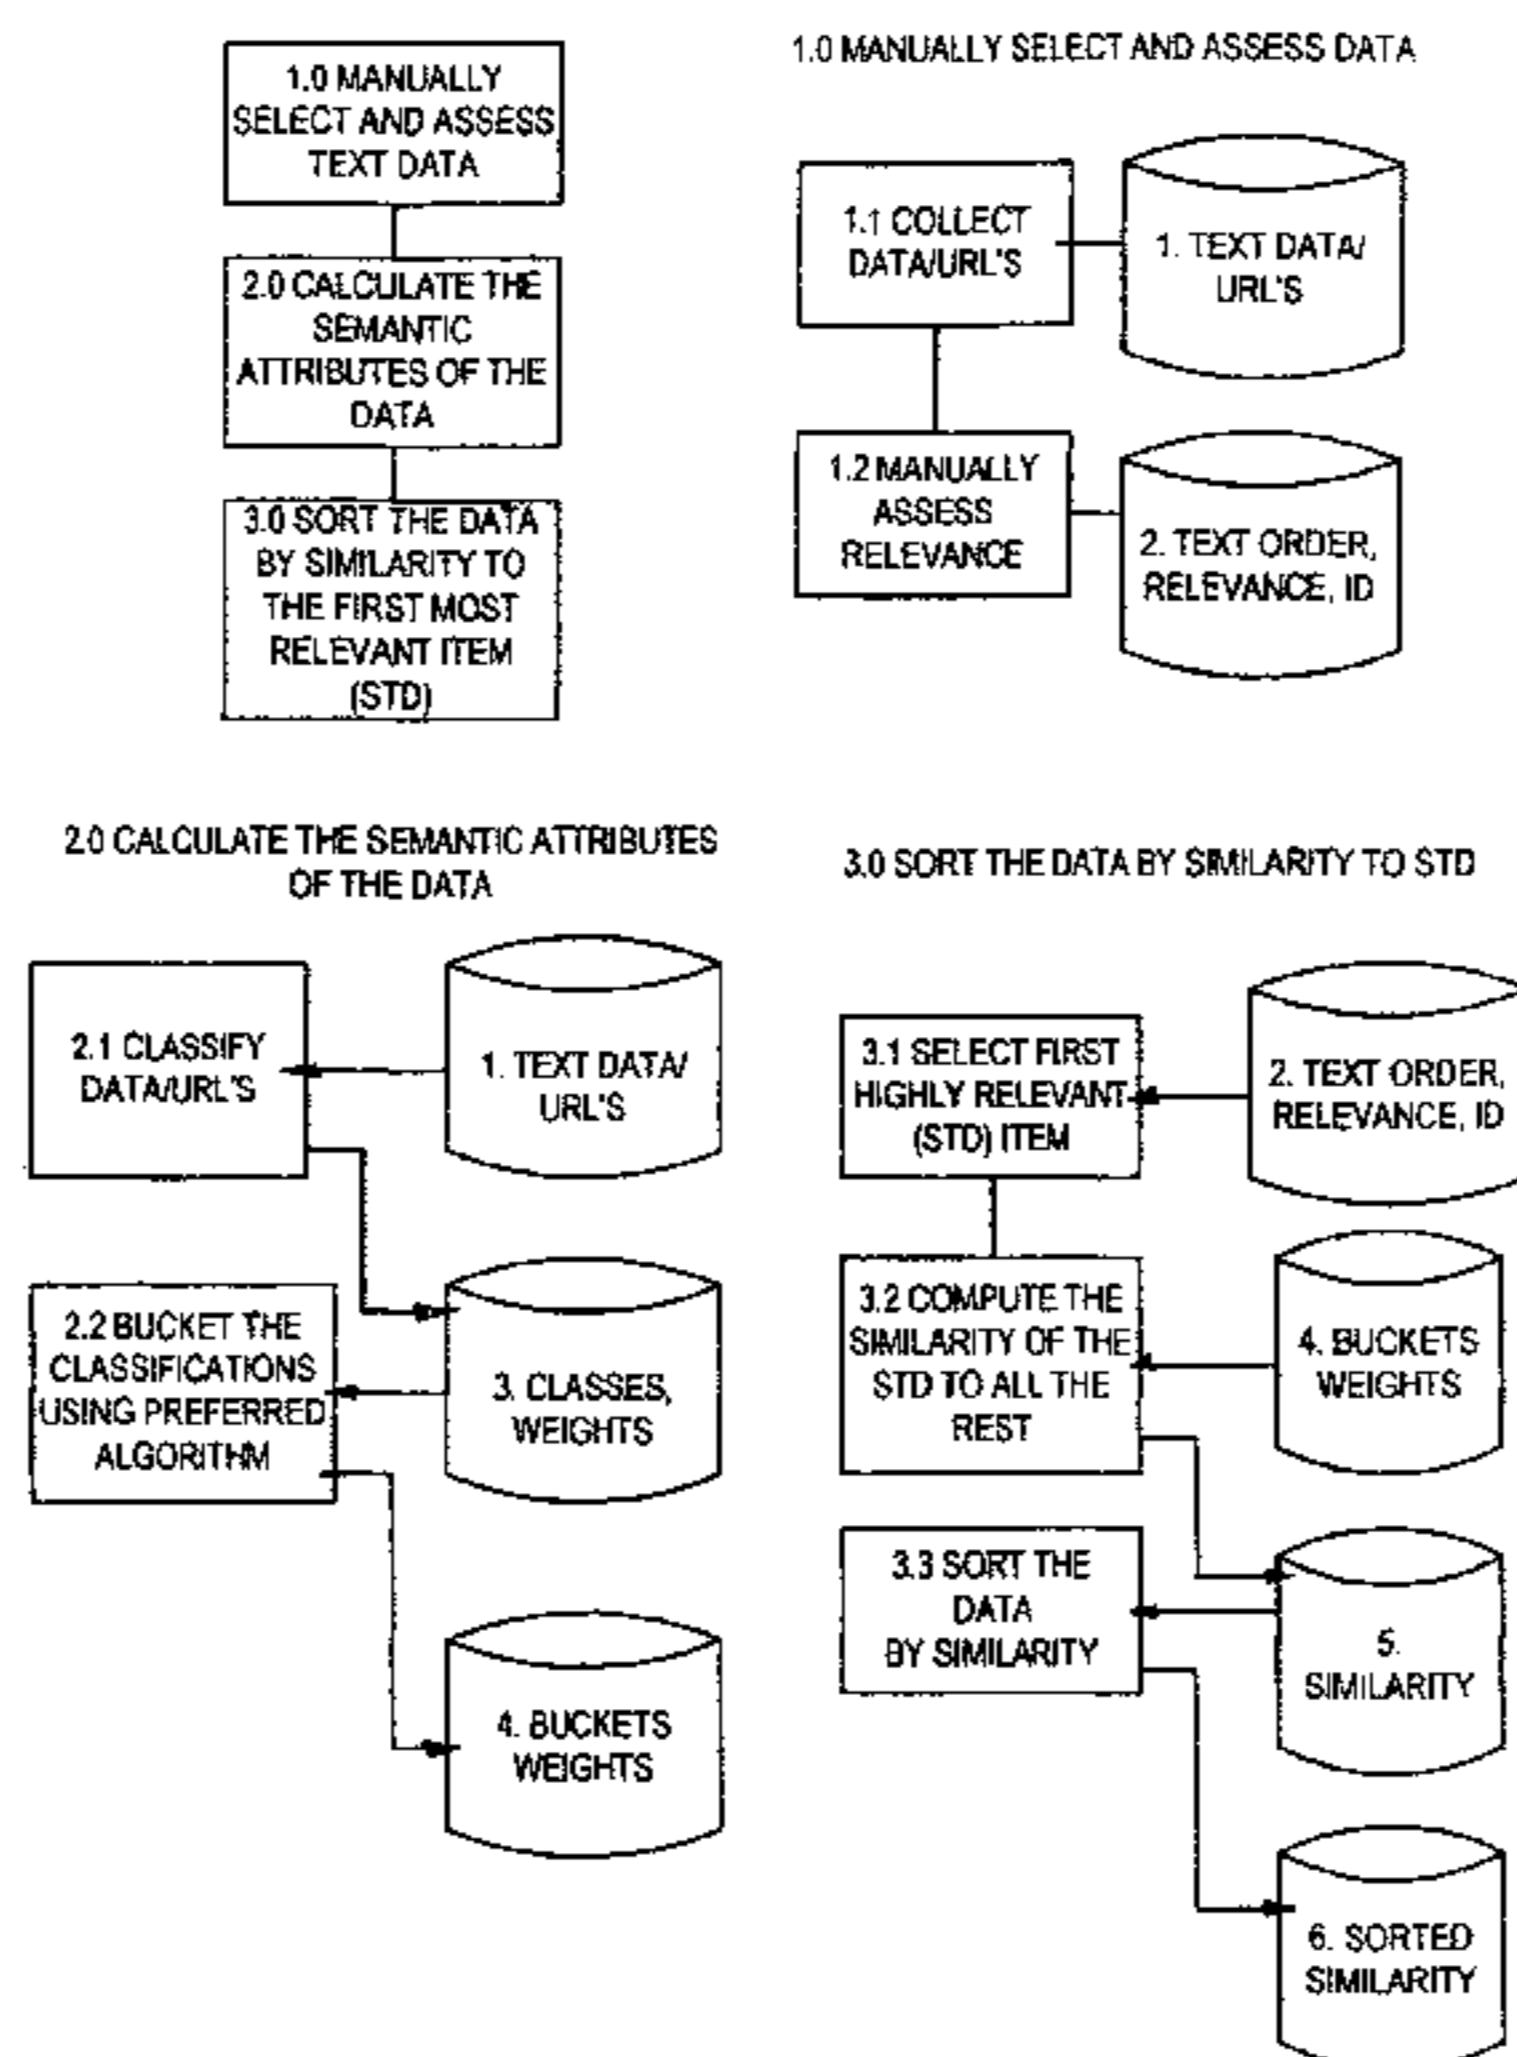 1.0 MANUALLY
SELECT AND ASSESS
TEXT DATA
2.0 CALCULATE THE
SEMANTIC
ATTRIBUTES OF THE
DATA
3.0 SORT THE DATA
BY SIMILARITY TO
THE FIRST MOST
RELEVANT ITEM
(STD)
1.0 MANUALLY SELECT AND ASSESS DATA
1.1 COLLECT
DATA/URL'S
1. TEXT DATA/
URL'S
1.2 MANUALLY
ASSESS
RELEVANCE
2. TEXT ORDER,
RELEVANCE, ID
2.0 CALCULATE THE SEMANTIC ATTRIBUTES
OF THE DATA
2.1 CLASSIFY
DATA/URL'S
1. TEXT DATA/
URL'S
2.2 BUCKET THE
CLASSIFICATIONS
USING PREFERRED
ALGORITHM
3. CLASSES,
WEIGHTS
4. BUCKETS
WEIGHTS
3.0 SORT THE DATA BY SIMILARITY TO STD
3.1 SELECT FIRST
HIGHLY RELEVANT
(STD) ITEM
2. TEXT ORDER,
RELEVANCE, ID
3.2 COMPUTE THE
SIMILARITY OF THE
STD TO ALL THE
REST
4. BUCKETS
WEIGHTS
3.3 SORT THE
DATA
BY SIMILARITY
5.
SIMILARITY
6. SORTED
SIMILARITY